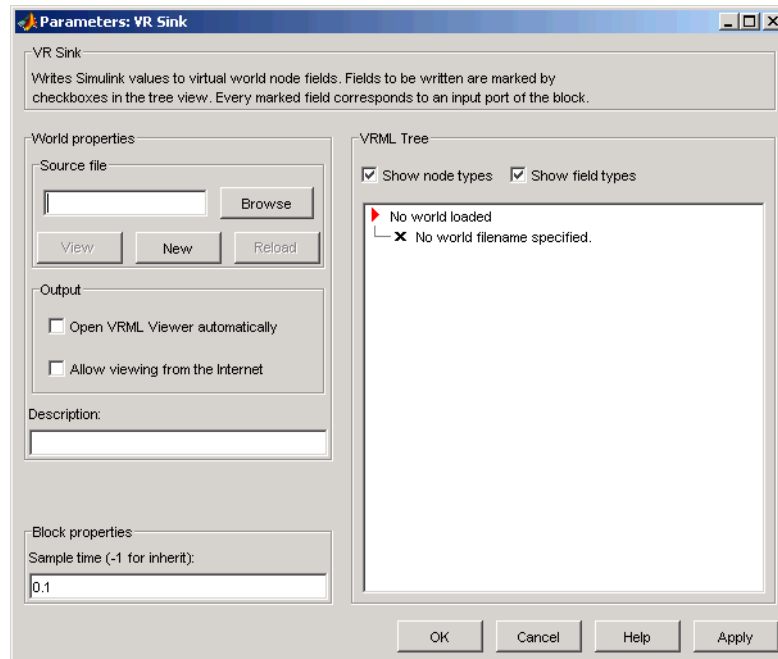 Parameters: VR Sink
VR Sink
Writes Simulink values to virtual world node fields. Fields to be written are marked by
checkboxes in the tree view. Every marked field corresponds to an input port of the block.
World properties
Source file
Browse
View
New
Reload
Output
Open VRML Viewer automatically
Allow viewing from the Internet
Description:
Block properties
Sample time (-1 for inherit):
0.1
VRML Tree
Show node types
Show field types
No world loaded
No world filename specified.
OK
Cancel
Help
Apply